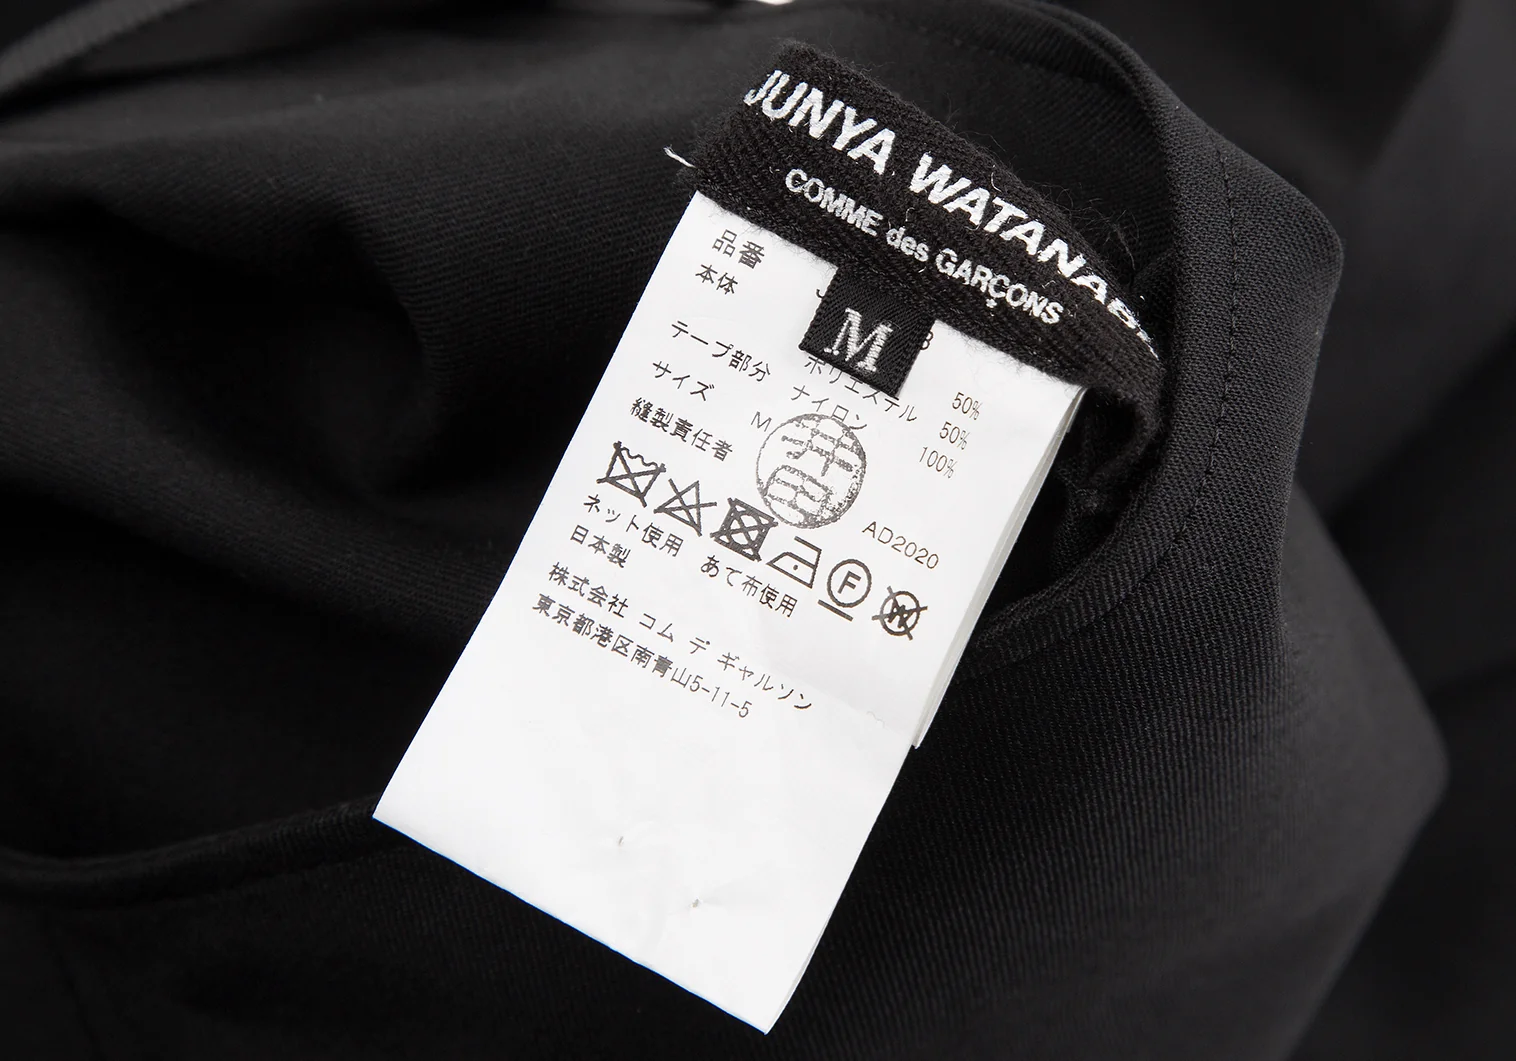 JUNYA WATANAB
COMME des GARÇONS
M
品番
本体
50%
ポリエステル 50%
テープ部分 ナイロン 100%
サイズ M
縫製責任者 井田
AD2020
F
W
ネット使用 あて布使用
日本製
株式会社 コム デ ギャルソン
東京都港区南青山5-11-5